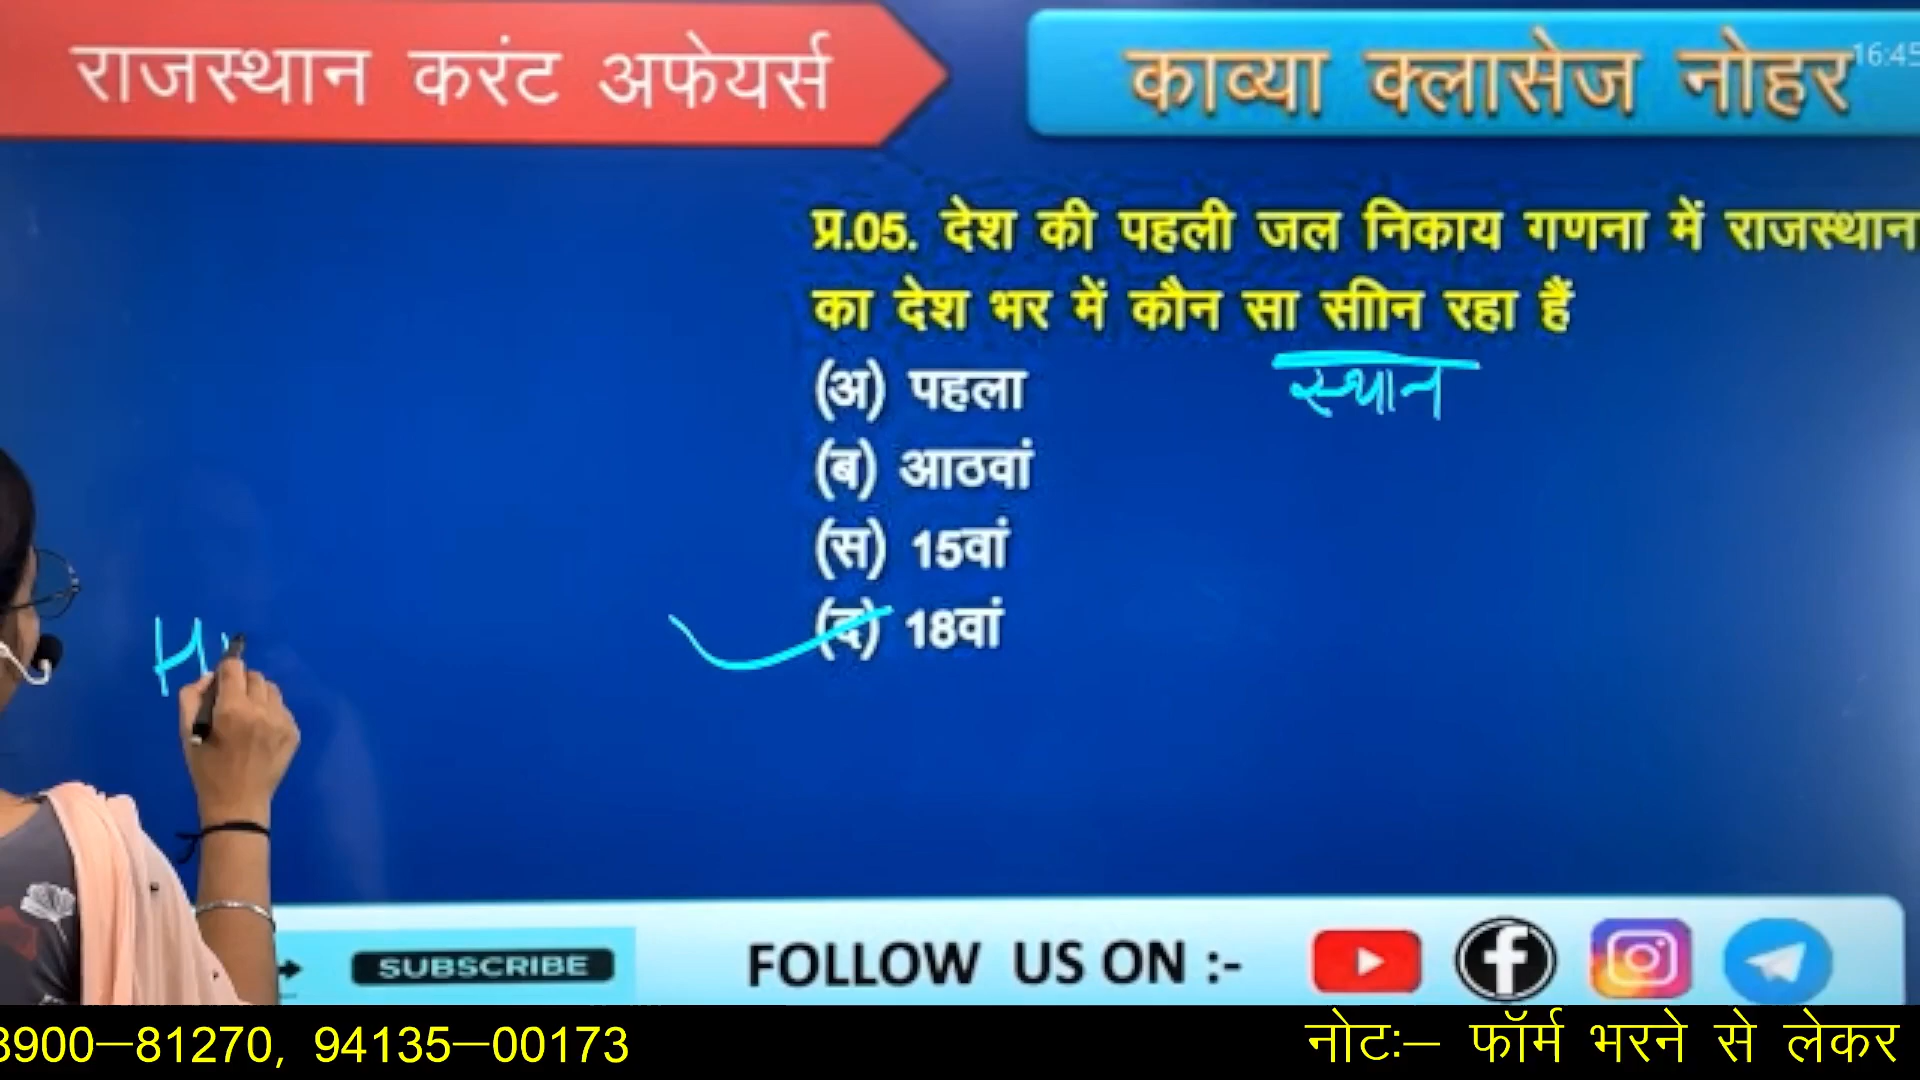 राजस्थान करंट अफेयर्स
काव्या क्लासेज नोहर
16:45
प्र.05. देश की पहली जल निकाय गणना में राजस्थान
का देश भर में कौन सा सीान रहा हैं
स्थान
(अ) पहला
(ब) आठवां
(स) 15वां
(द) 18वां
SUBSCRIBE
FOLLOW US ON :-
3900–81270, 94135–00173
नोटः– फॉर्म भरने से लेकर